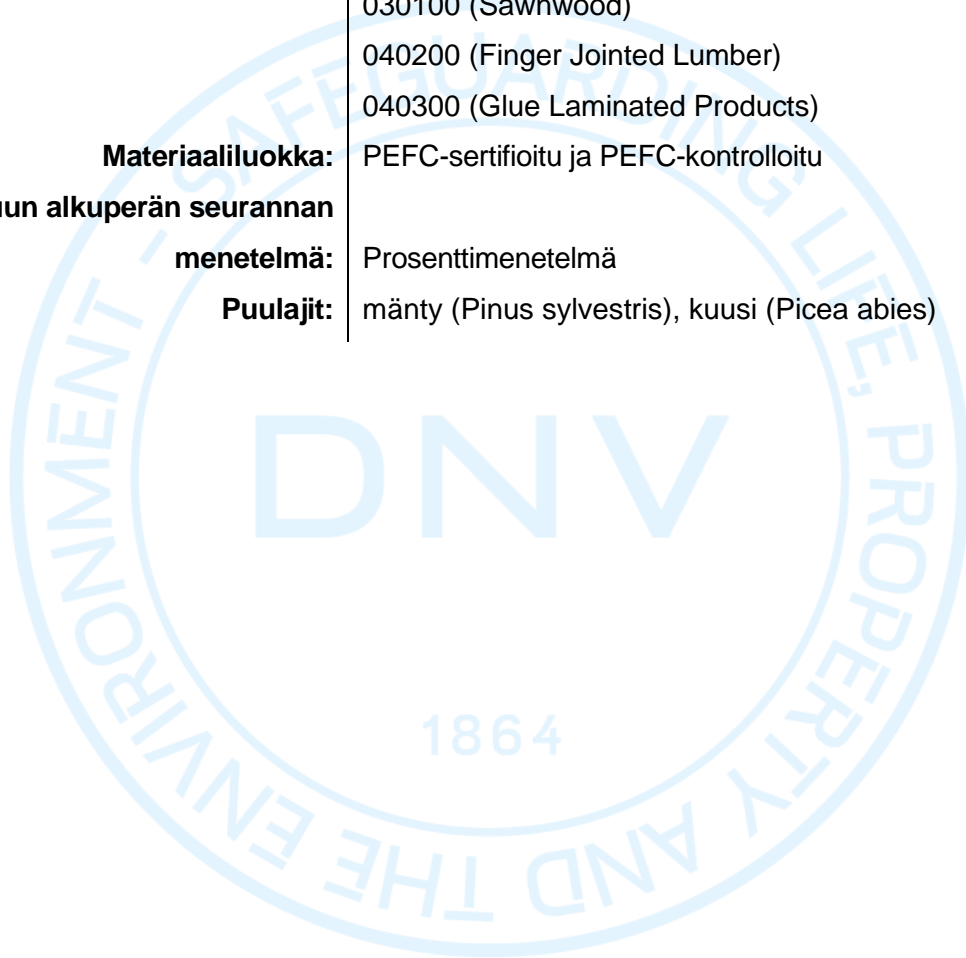 030100 (Sawnwood)
040200 (Finger Jointed Lumber)
040300 (Glue Laminated Products)
Materiaaliluokka: PEFC-sertifioitu ja PEFC-kontrolloitu
alkuperän seurannan
menetelmä: Prosenttimenetelmä
Puulajit: mänty (Pinus sylvestris), kuusi (Picea abies)
SAFEGUARDING LIFE, PROPERTY AND THE ENVIRONMENT –
DNV
1864